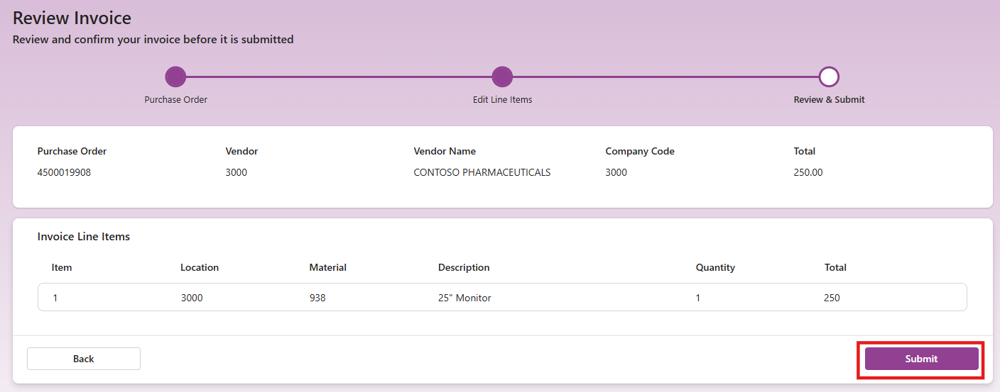 Review Invoice
Review and confirm your invoice before it is submitted
Purchase Order Edit Line Items Review & Submit
Purchase Order Vendor Vendor Name Company Code Total
4500019908 3000 CONTOSO PHARMACEUTICALS 3000 250.00
Invoice Line Items
Item Location Material Description Quantity Total
1 3000 938 25" Monitor 1 250
Back Submit